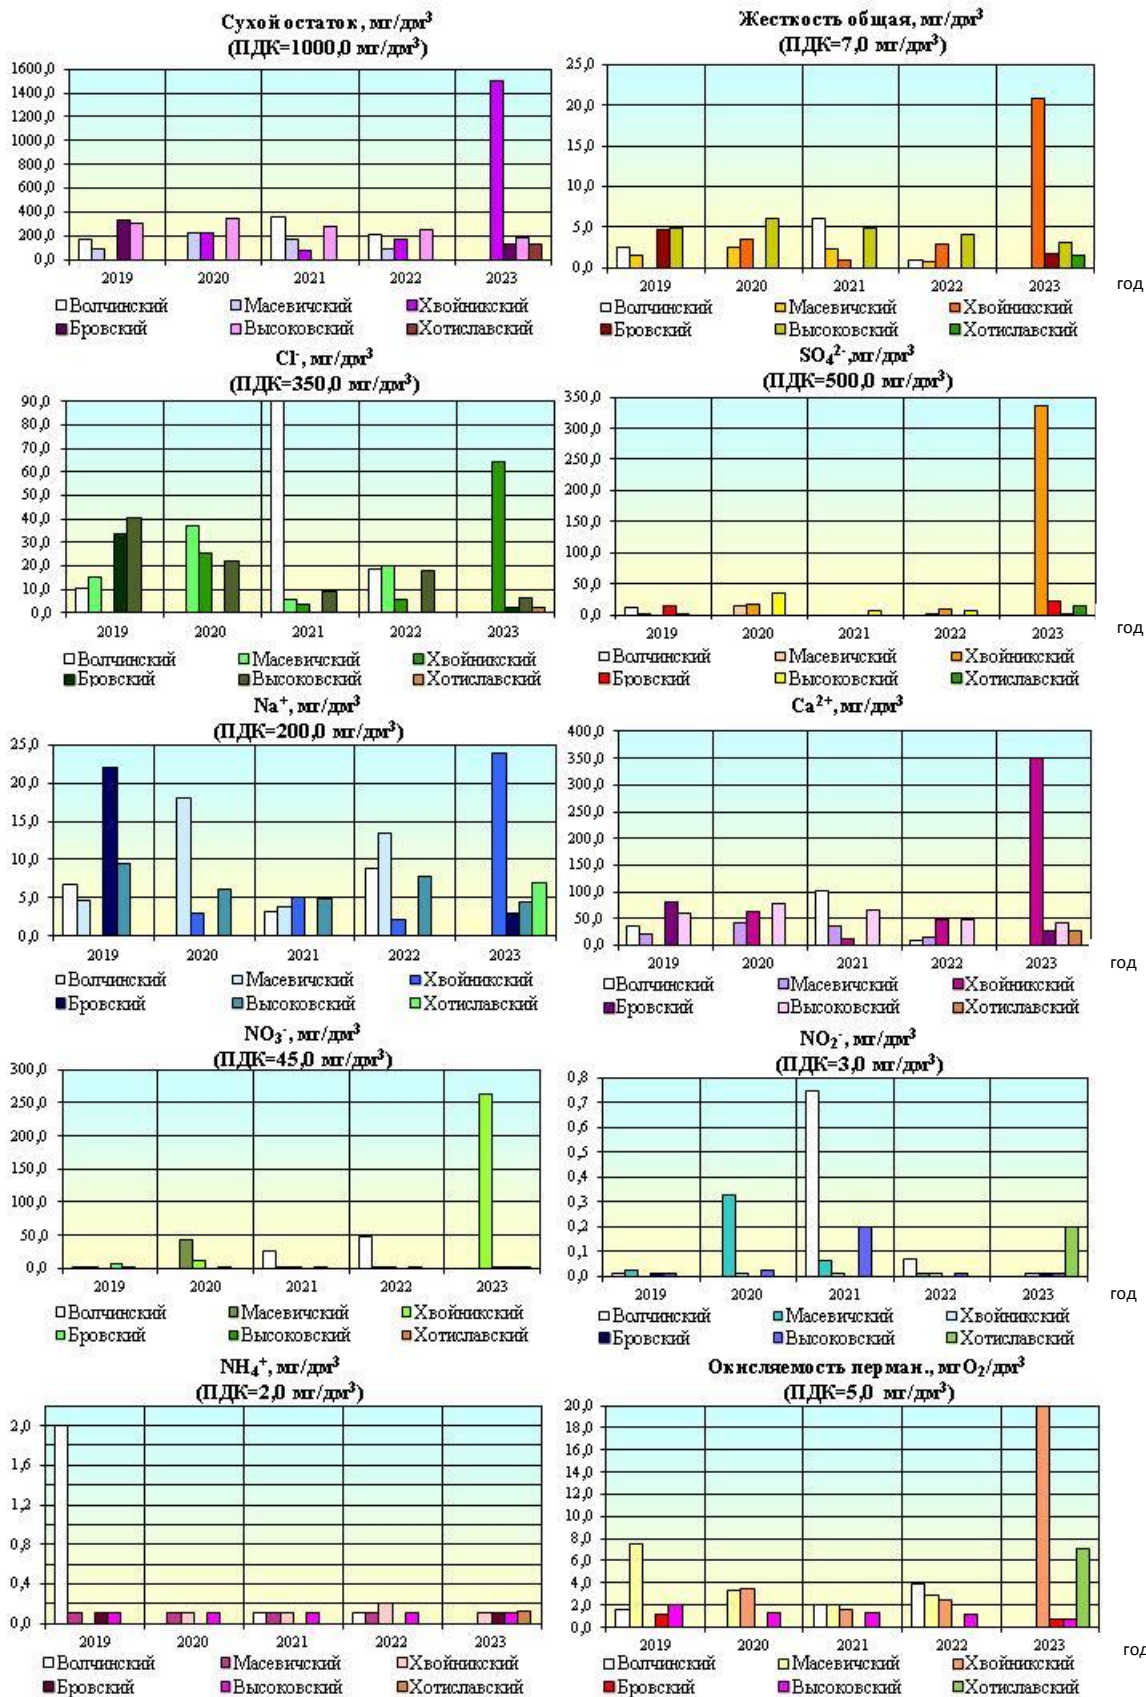 Сухой остаток, мг/дм³
(ПДК=1000,0 мг/дм³)
1600,0
1400,0
1200,0
1000,0
800,0
600,0
400,0
200,0
0,0
2019 2020 2021 2022 2023
Волчинский Масевичский Хвойникский
Бровский Высоковский Хотиславский
Жесткость общая, мг/дм³
(ПДК=7,0 мг/дм³)
25,0
20,0
15,0
10,0
5,0
0,0
2019 2020 2021 2022 2023
год
Волчинский Масевичский Хвойникский
Бровский Высоковский Хотиславский
Cl⁻, мг/дм³
(ПДК=350,0 мг/дм³)
90,0
80,0
70,0
60,0
50,0
40,0
30,0
20,0
10,0
0,0
2019 2020 2021 2022 2023
Волчинский Масевичский Хвойникский
Бровский Высоковский Хотиславский
SO₄²⁻,мг/дм³
(ПДК=500,0 мг/дм³)
350,0
300,0
250,0
200,0
150,0
100,0
50,0
0,0
2019 2020 2021 2022 2023
год
Волчинский Масевичский Хвойникский
Бровский Высоковский Хотиславский
Na⁺, мг/дм³
(ПДК=200,0 мг/дм³)
25,0
20,0
15,0
10,0
5,0
0,0
2019 2020 2021 2022 2023
Волчинский Масевичский Хвойникский
Бровский Высоковский Хотиславский
Ca²⁺, мг/дм³
400,0
350,0
300,0
250,0
200,0
150,0
100,0
50,0
0,0
2019 2020 2021 2022 2023
год
Волчинский Масевичский Хвойникский
Бровский Высоковский Хотиславский
NO₃⁻, мг/дм³
(ПДК=45,0 мг/дм³)
300,0
250,0
200,0
150,0
100,0
50,0
0,0
2019 2020 2021 2022 2023
Волчинский Масевичский Хвойникский
Бровский Высоковский Хотиславский
NO₂⁻, мг/дм³
(ПДК=3,0 мг/дм³)
0,8
0,7
0,6
0,5
0,4
0,3
0,2
0,1
0,0
2019 2020 2021 2022 2023
год
Волчинский Масевичский Хвойникский
Бровский Высоковский Хотиславский
NH₄⁺, мг/дм³
(ПДК=2,0 мг/дм³)
2,0
1,6
1,2
0,8
0,4
0,0
2019 2020 2021 2022 2023
Волчинский Масевичский Хвойникский
Бровский Высоковский Хотиславский
Окисляемость перман., мгО₂/дм³
(ПДК=5,0 мг/дм³)
20,0
18,0
16,0
14,0
12,0
10,0
8,0
6,0
4,0
2,0
0,0
2019 2020 2021 2022 2023
год
Волчинский Масевичский Хвойникский
Бровский Высоковский Хотиславский